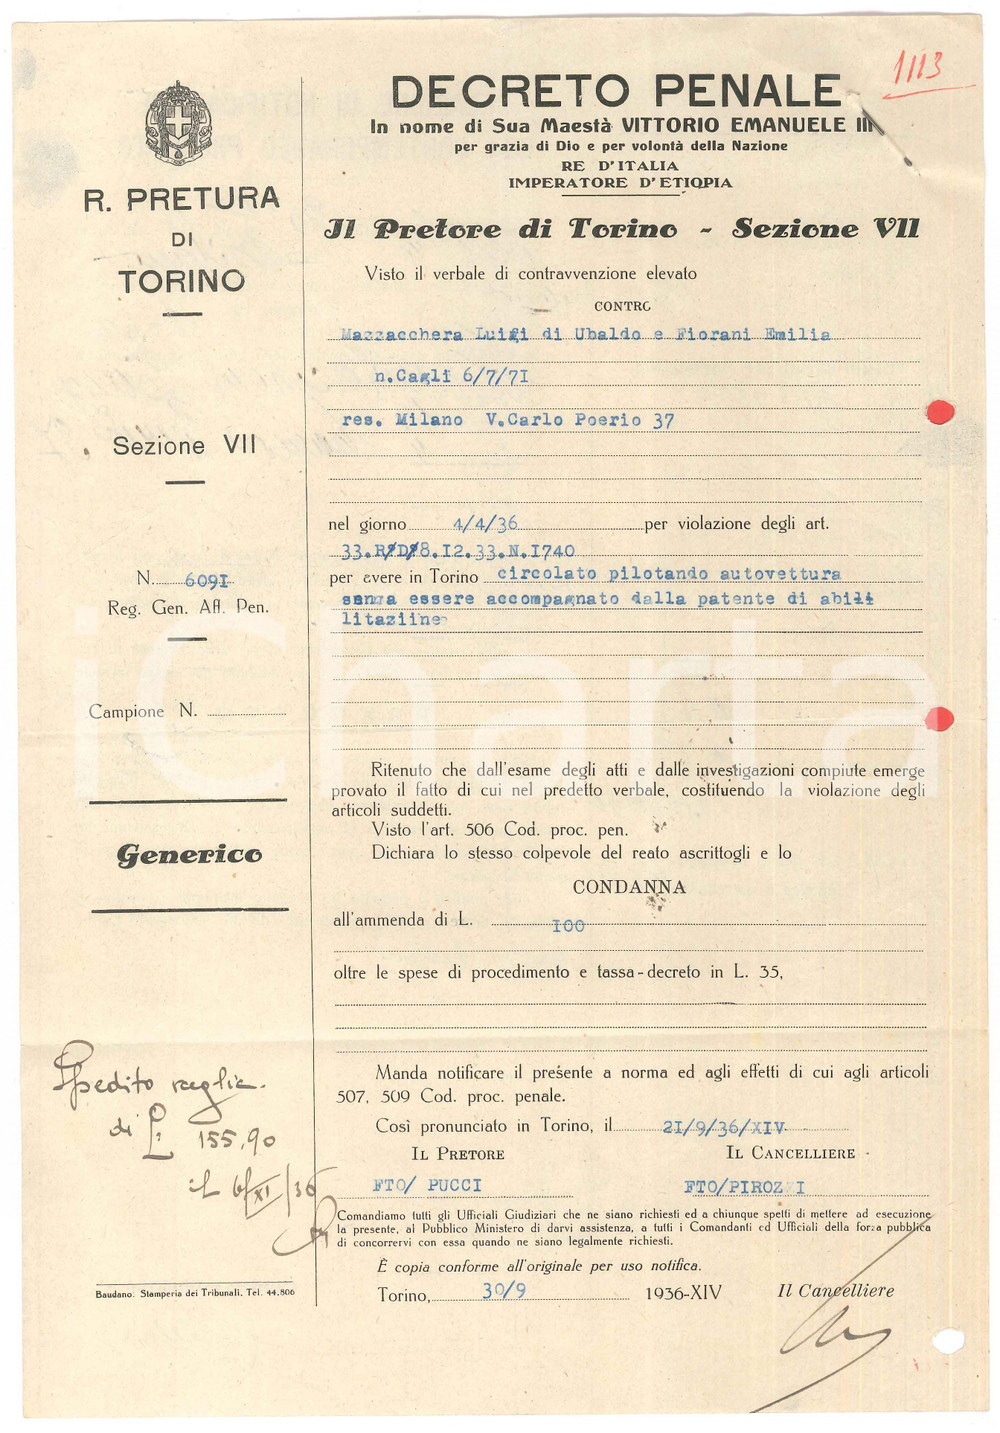 1113
DECRETO PENALE
In nome di Sua Maestà VITTORIO EMANUELE III
per grazia di Dio e per volontà della Nazione
RE D'ITALIA
IMPERATORE D'ETIOPIA
R. PRETURA
DI
TORINO
Sezione VII
N. 609I
Reg. Gen. Aff. Pen.
Campione N.
Generico
Spedito vaglia
di L. 155,90
il 6/XI/36
Baudano. Stamperia dei Tribunali. Tel. 44.806
Il Pretore di Torino - Sezione VII
Visto il verbale di contravvenzione elevato
CONTRO
Mazzacchera Luigi di Ubaldo e Fiorani Emilia
n.Cagli 6/7/7I
res. Milano V.Carlo Poerio 37
nel giorno 4/4/36 per violazione degli art.
33.R/D/8.I2.33.N.I740
per avere in Torino circolato pilotando autovettura
senza essere accompagnato dalla patente di abili
litaziine
Ritenuto che dall'esame degli atti e dalle investigazioni compiute emerge
provato il fatto di cui nel predetto verbale, costituendo la violazione degli
articoli suddetti.
Visto l'art. 506 Cod. proc. pen.
Dichiara lo stesso colpevole del reato ascrittogli e lo
CONDANNA
all'ammenda di L. I00
oltre le spese di procedimento e tassa-decreto in L. 35,
Manda notificare il presente a norma ed agli effetti di cui agli articoli
507, 509 Cod. proc. penale.
Così pronunciato in Torino, il 2I/9/36/XIV
IL PRETORE IL CANCELLIERE
FTO/ PUCCI FTO/PIROZZI
Comandiamo tutti gli Ufficiali Giudiziari che ne siano richiesti ed a chiunque spetti di mettere ad esecuzione
la presente, al Pubblico Ministero di darvi assistenza, a tutti i Comandanti ed Ufficiali della forza pubblica
di concorrervi con essa quando ne siano legalmente richiesti.
È copia conforme all'originale per uso notifica.
Torino, 30/9 1936-XIV Il Cancelliere
iCharta